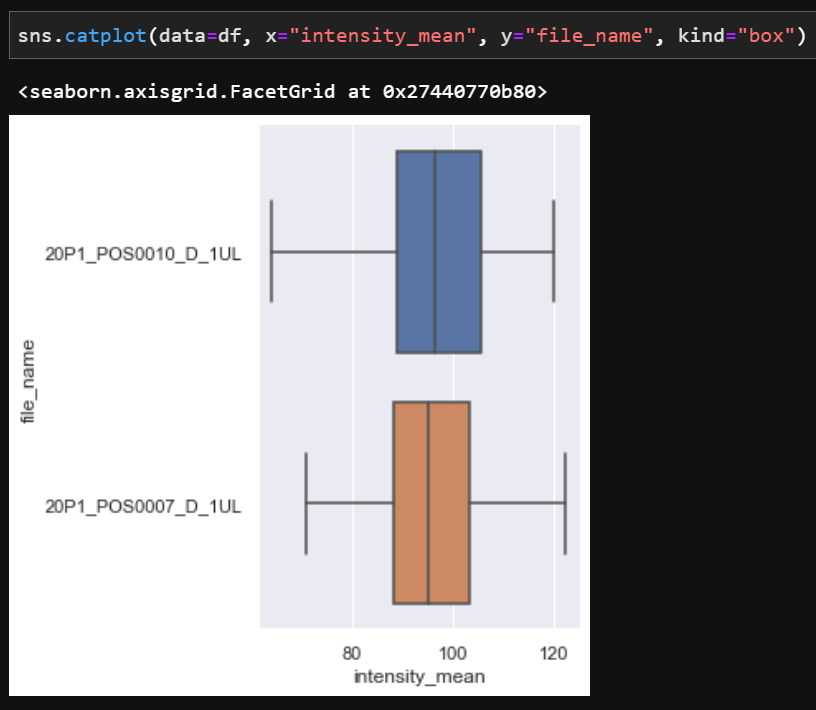 sns.catplot(data=df, x="intensity_mean", y="file_name", kind="box")
<seaborn.axisgrid.FacetGrid at 0x27440770b80>
20P1_POS0010_D_1UL
file_name
20P1_POS0007_D_1UL
80 100 120
intensity_mean